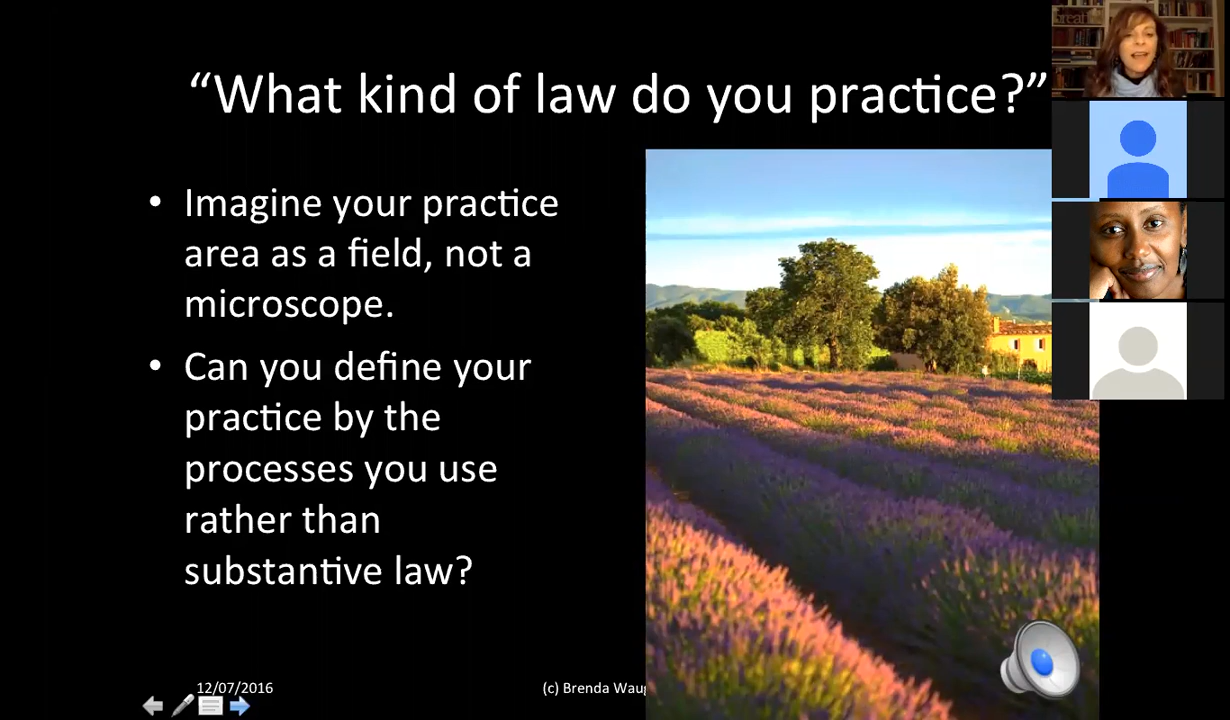 “What kind of law do you practice?”
• Imagine your practice
area as a field, not a
microscope.
• Can you define your
practice by the
processes you use
rather than
substantive law?
12/07/2016
(c) Brenda